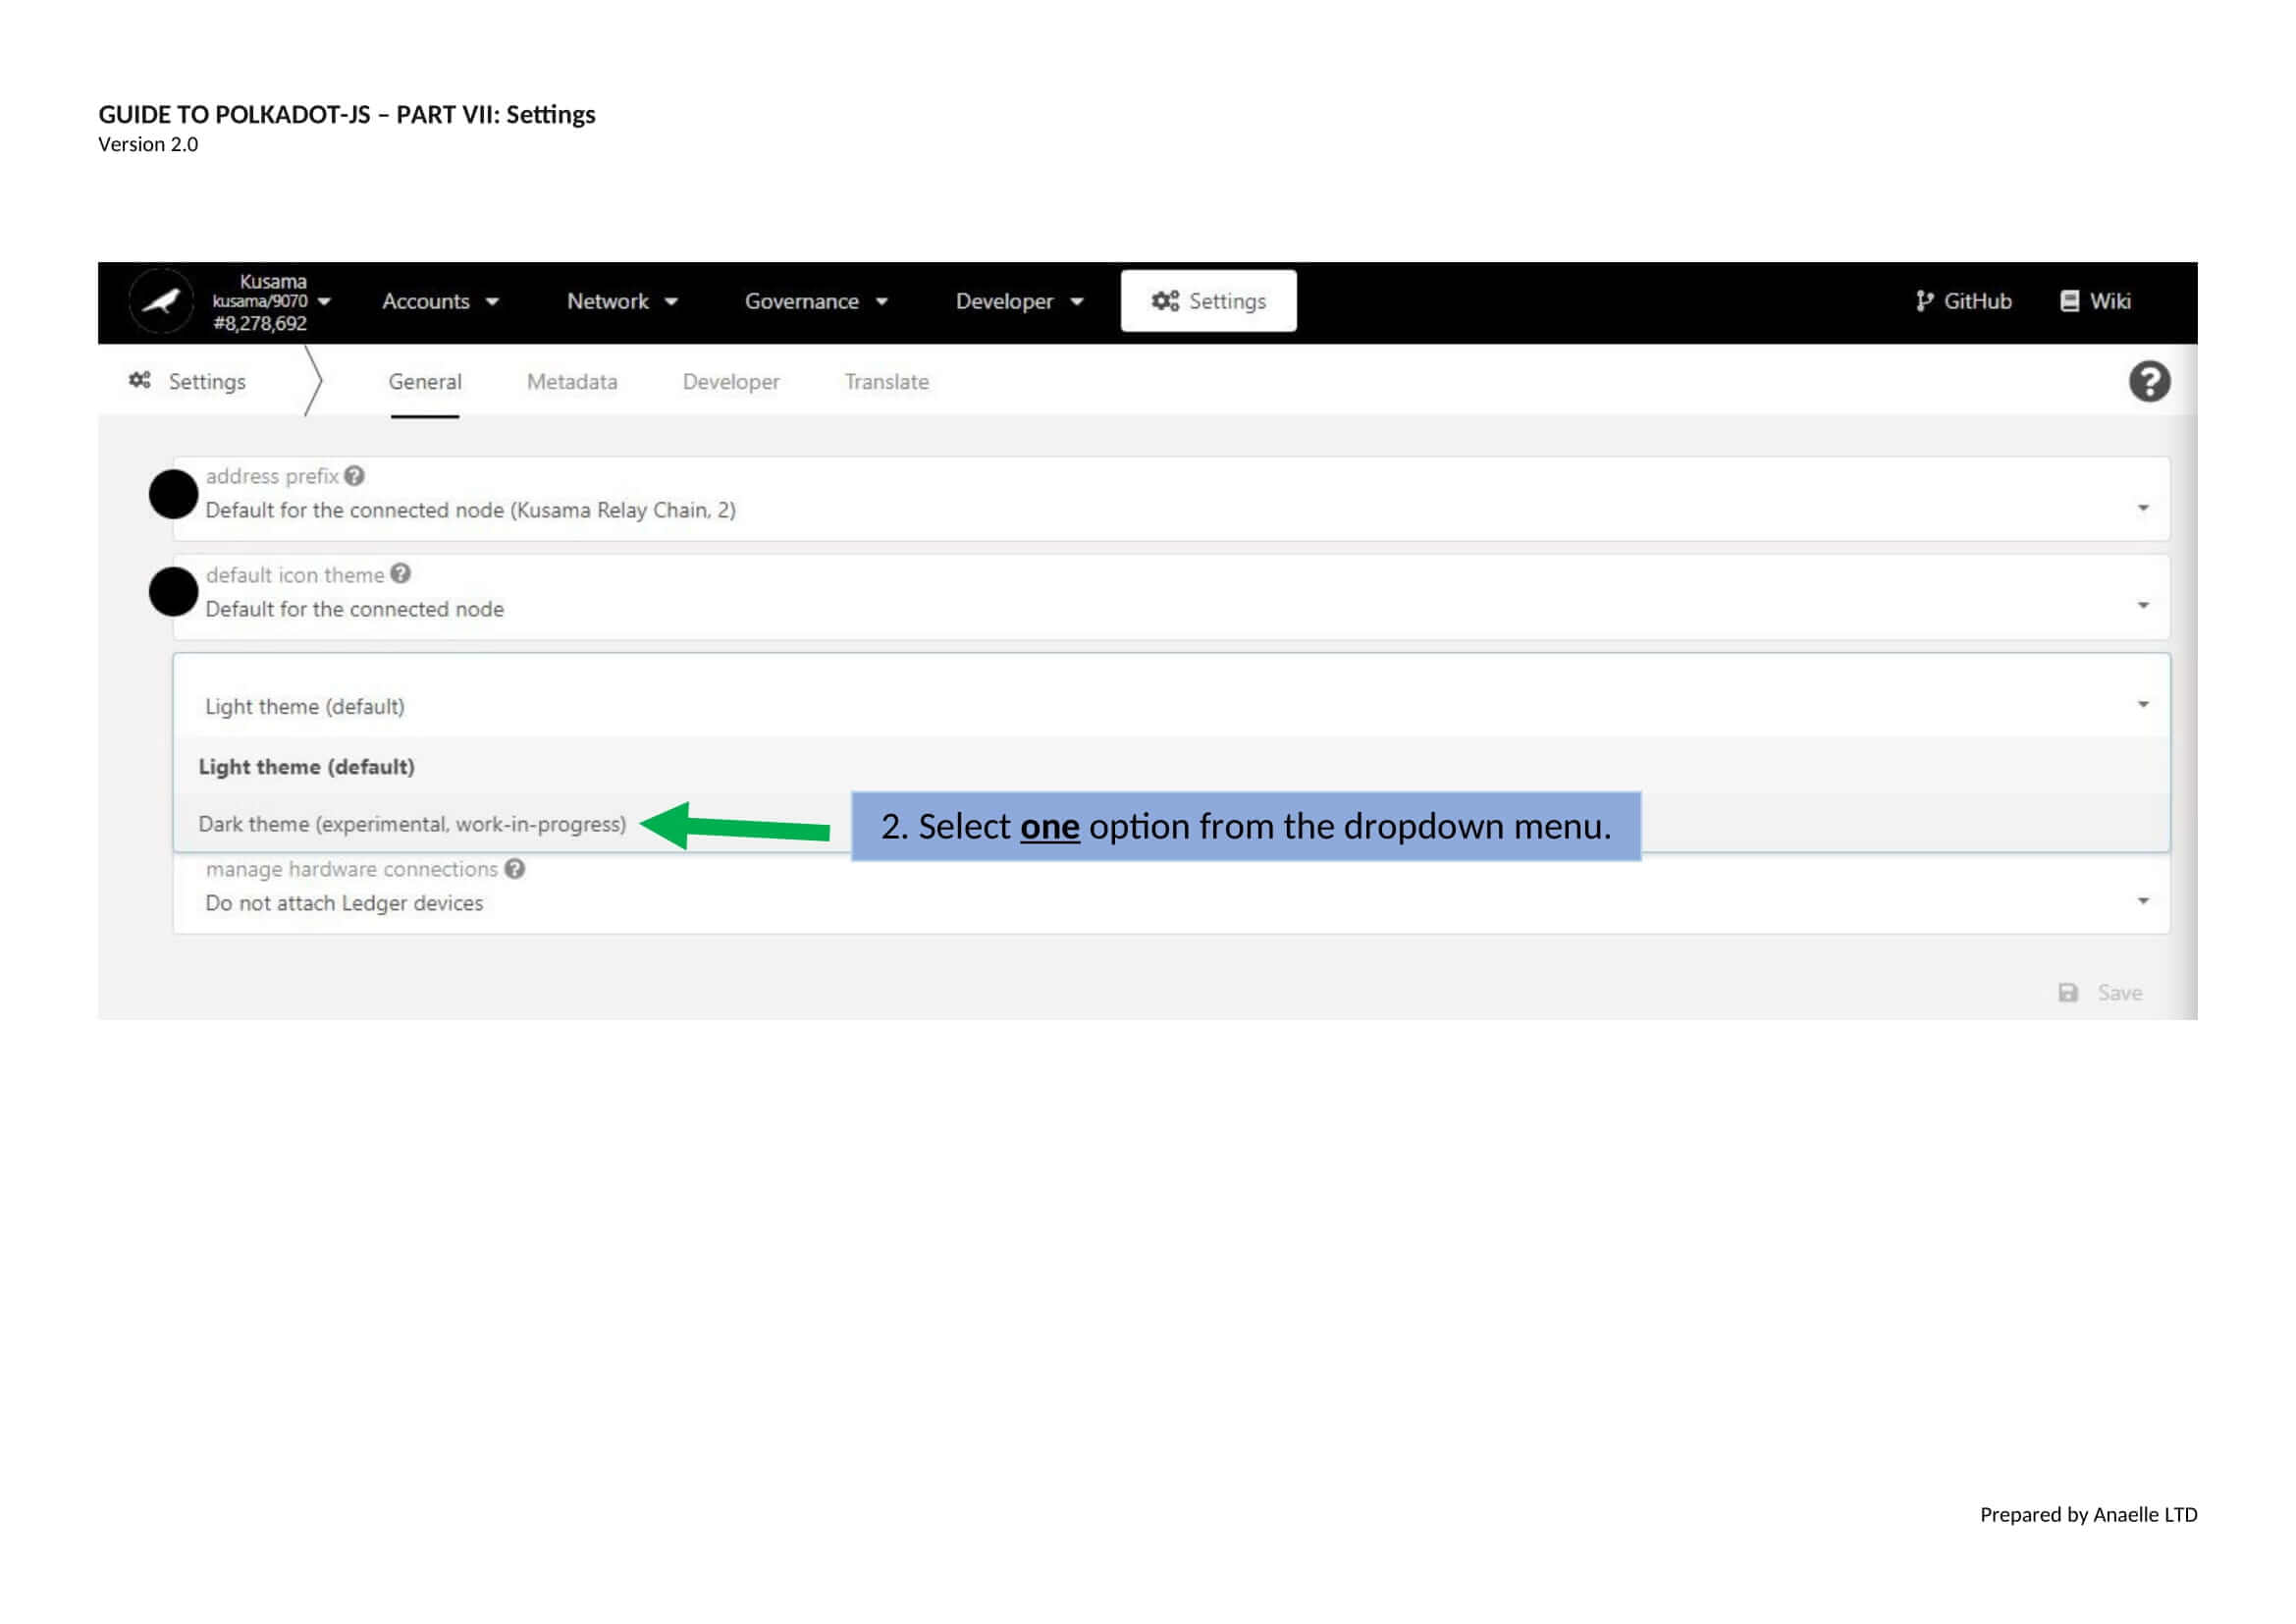 GUIDE TO POLKADOT-JS – PART VII: Settings
Version 2.0
Kusama
kusama/9070
#8,278,692
Accounts
Network
Governance
Developer
Settings
GitHub
Wiki
Settings
General
Metadata
Developer
Translate
address prefix
Default for the connected node (Kusama Relay Chain, 2)
default icon theme
Default for the connected node
Light theme (default)
Light theme (default)
Dark theme (experimental, work-in-progress)
2. Select one option from the dropdown menu.
manage hardware connections
Do not attach Ledger devices
Save
Prepared by Anaelle LTD